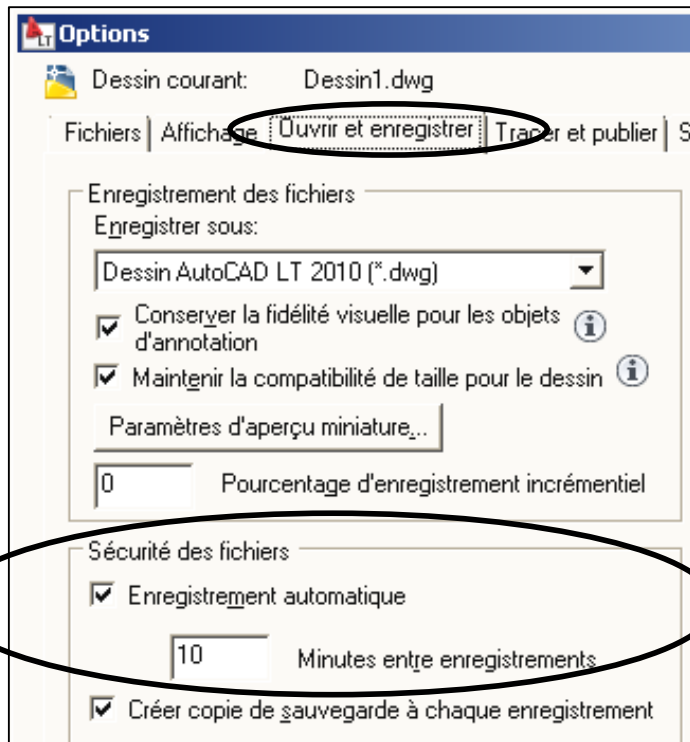 LT Options
Dessin courant: Dessin1.dwg
Fichiers Affichage Ouvrir et enregistrer Tracer et publier S
Enregistrement des fichiers
Enregistrer sous:
Dessin AutoCAD LT 2010 (*.dwg)
Conserver la fidélité visuelle pour les objets
d'annotation
Maintenir la compatibilité de taille pour le dessin
Paramètres d'aperçu miniature...
0 Pourcentage d'enregistrement incrémentiel
Sécurité des fichiers
Enregistrement automatique
10 Minutes entre enregistrements
Créer copie de sauvegarde à chaque enregistrement